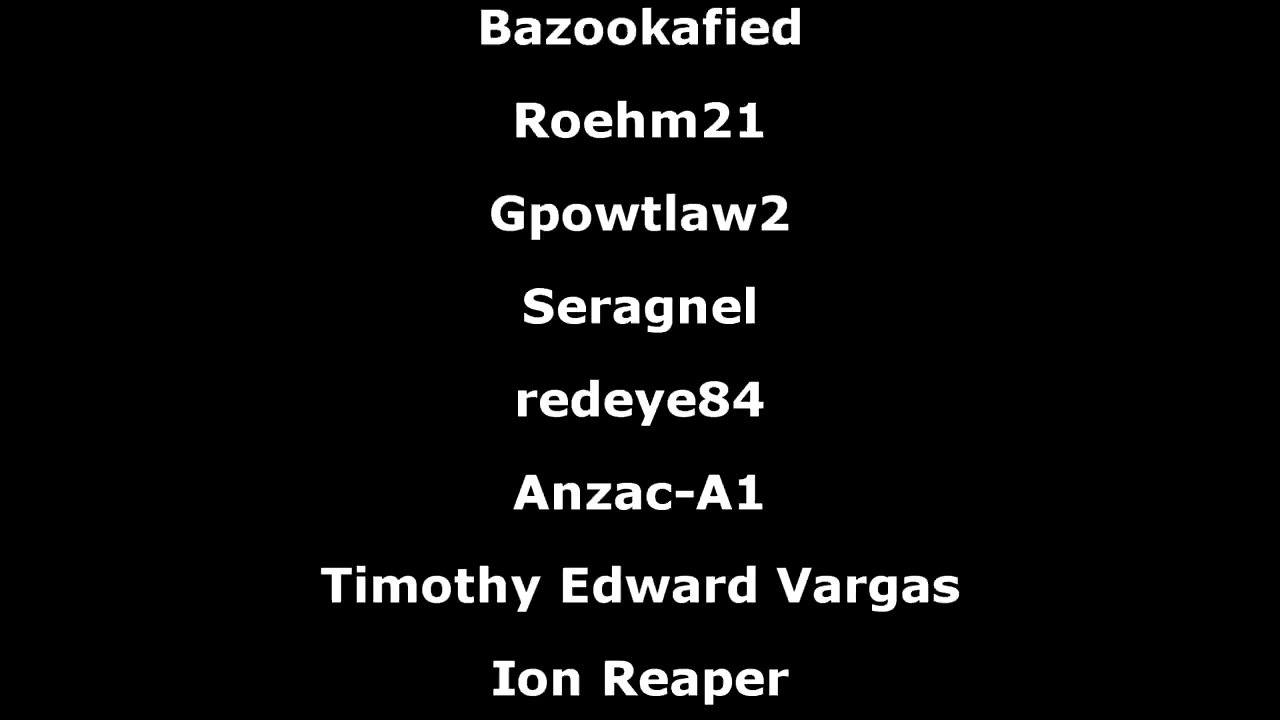 Bazookafied
Roehm21
Gpowtlaw2
Seragnel
redeye84
Anzac-A1
Timothy Edward Vargas
Ion Reaper